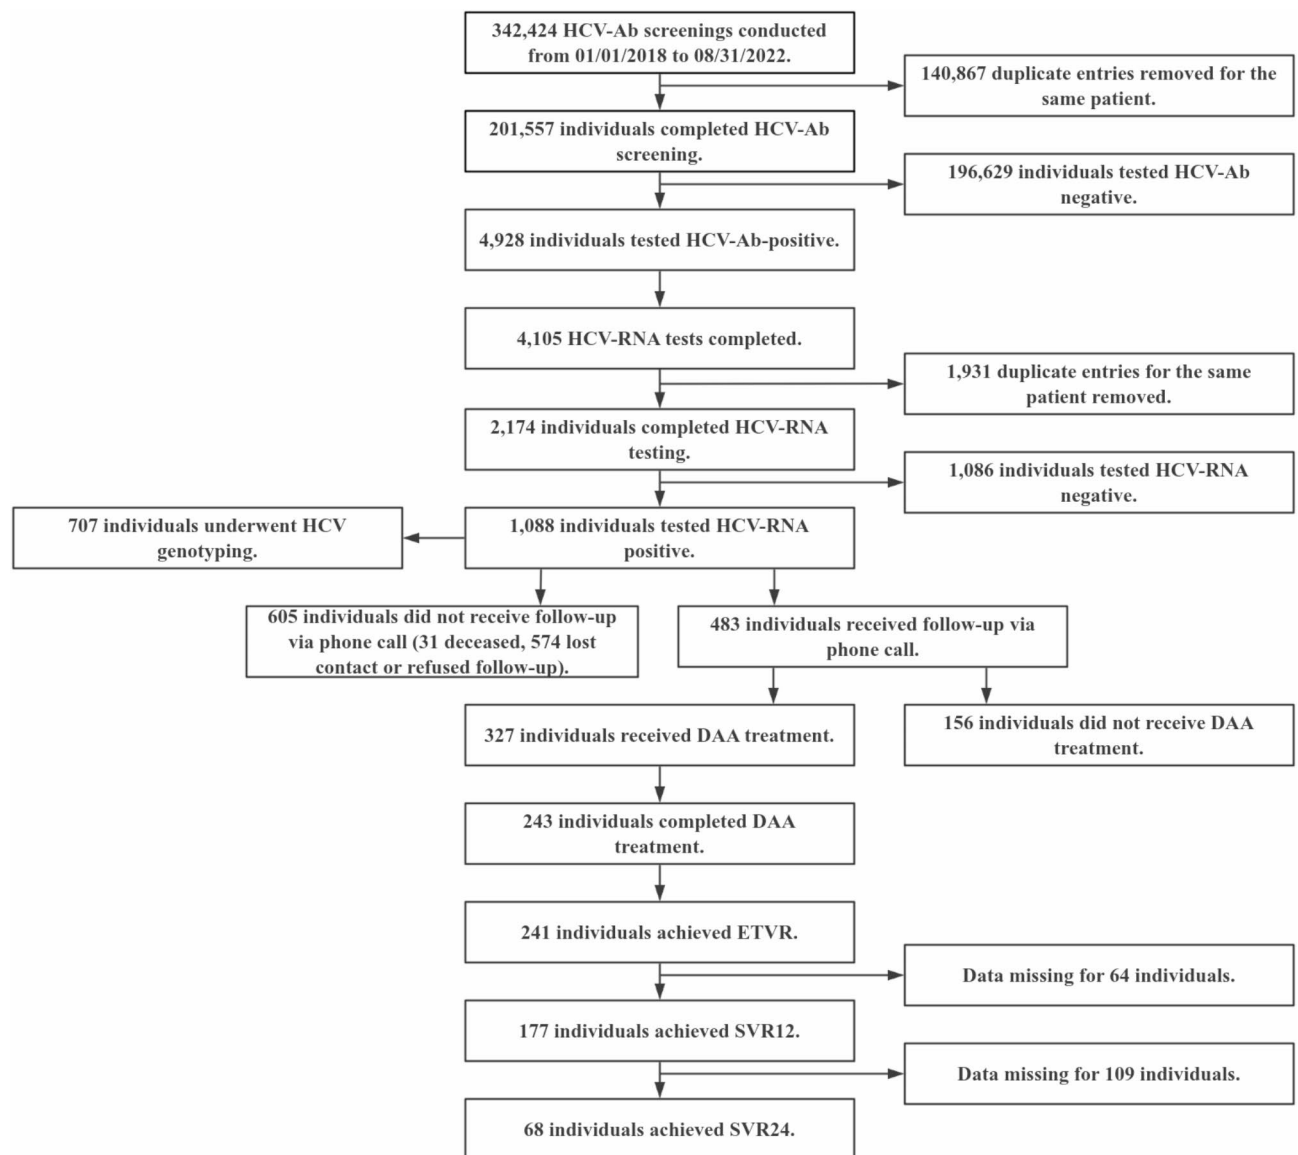 342,424 HCV-Ab screenings conducted
from 01/01/2018 to 08/31/2022.
140,867 duplicate entries removed for the
same patient.
201,557 individuals completed HCV-Ab
screening.
196,629 individuals tested HCV-Ab
negative.
4,928 individuals tested HCV-Ab-positive.
4,105 HCV-RNA tests completed.
1,931 duplicate entries for the same
patient removed.
2,174 individuals completed HCV-RNA
testing.
1,086 individuals tested HCV-RNA
negative.
707 individuals underwent HCV
genotyping.
1,088 individuals tested HCV-RNA
positive.
605 individuals did not receive follow-up
via phone call (31 deceased, 574 lost
contact or refused follow-up).
483 individuals received follow-up via
phone call.
327 individuals received DAA treatment.
156 individuals did not receive DAA
treatment.
243 individuals completed DAA
treatment.
241 individuals achieved ETVR.
Data missing for 64 individuals.
177 individuals achieved SVR12.
Data missing for 109 individuals.
68 individuals achieved SVR24.